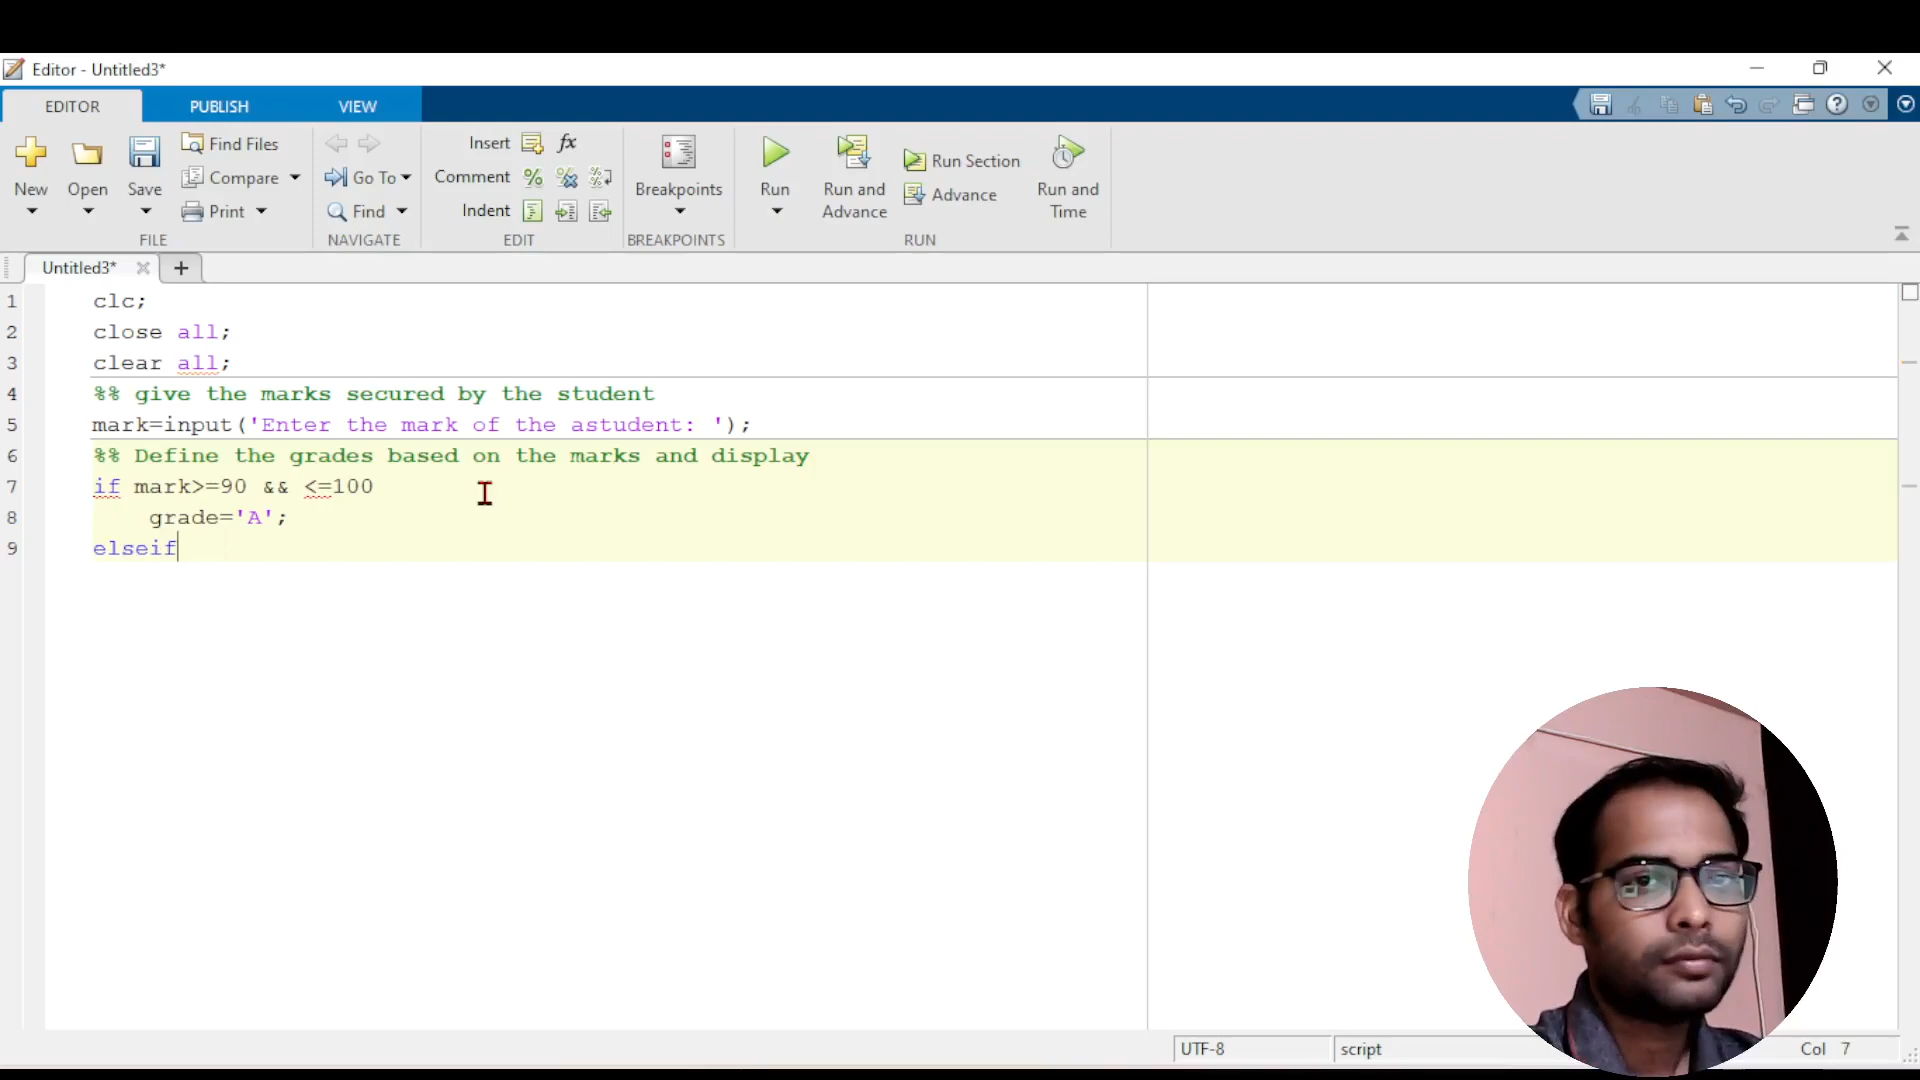 Editor - Untitled3*
EDITOR PUBLISH VIEW
New Open Save Find Files Compare Print
FILE
Go To Find
NAVIGATE
Insert fx
Comment
Indent
EDIT
Breakpoints
BREAKPOINTS
Run Run and Advance Run Section Advance Run and Time
RUN
Untitled3*
1 clc;
2 close all;
3 clear all;
4 %% give the marks secured by the student
5 mark=input('Enter the mark of the astudent: ');
6 %% Define the grades based on the marks and display
7 if mark>=90 && <=100
8 grade='A';
9 elseif
UTF-8 script Col 7